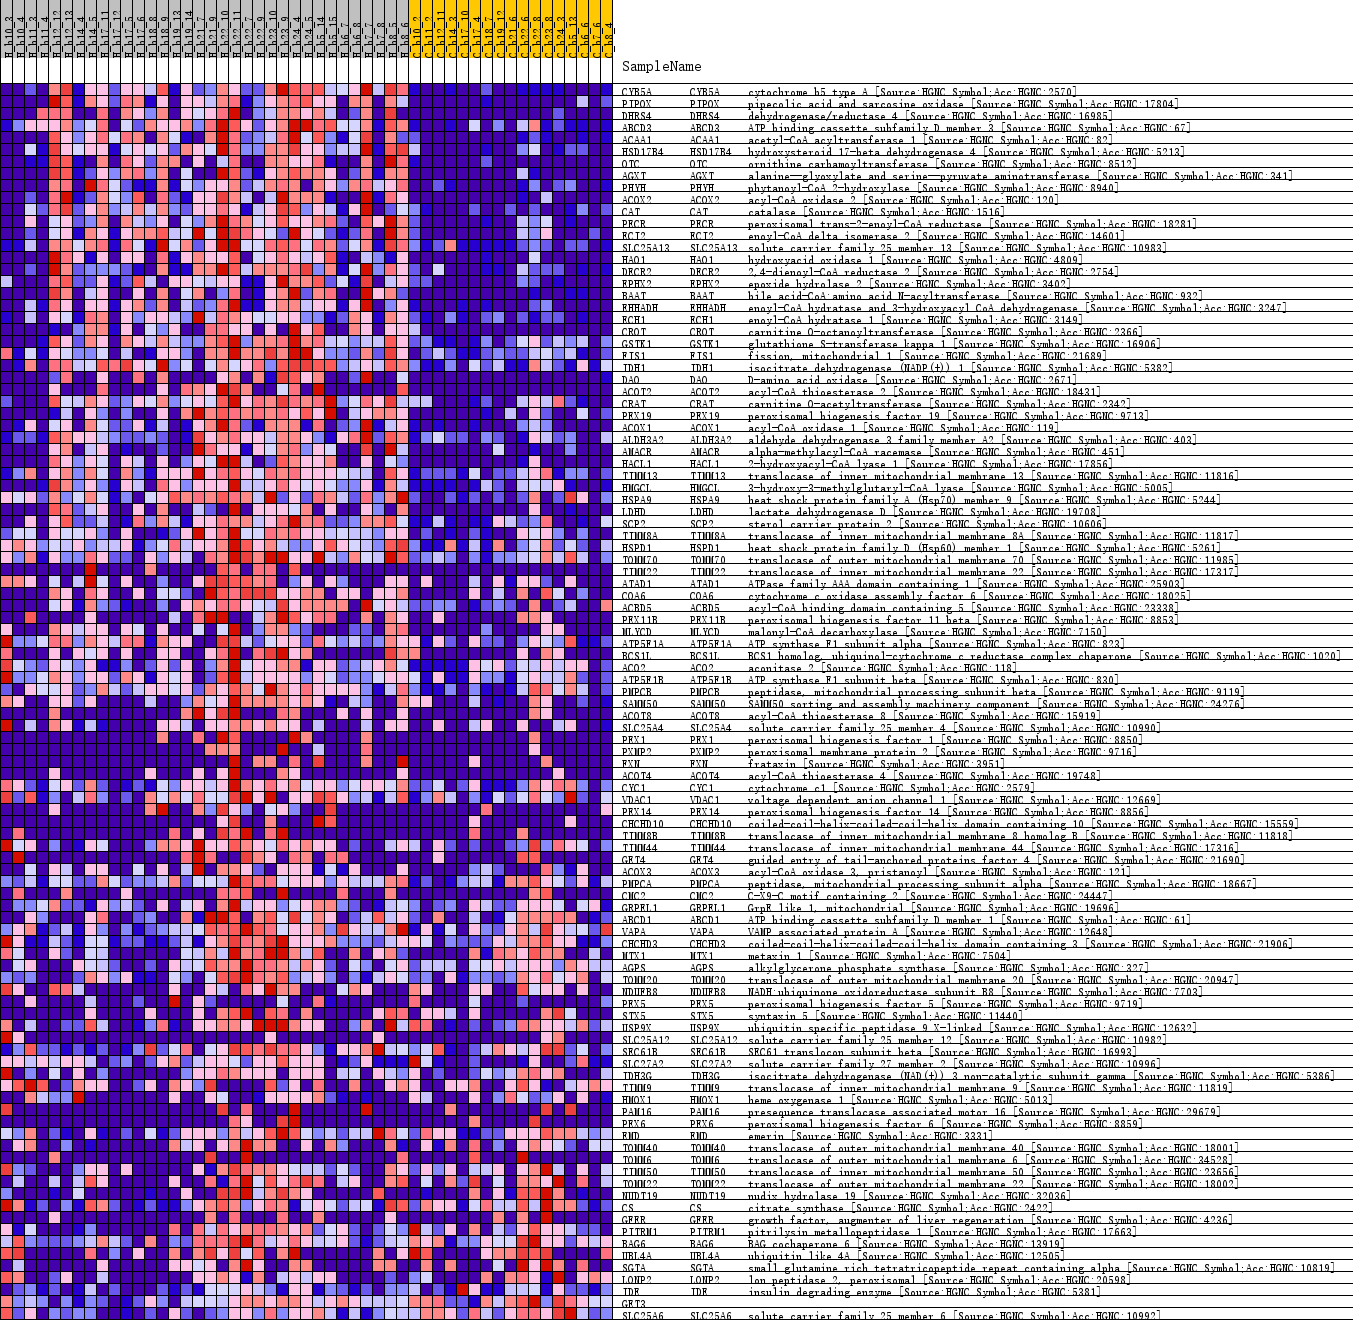 SampleName
CYB5A CYB5A cytochrome b5 type A [Source:HGNC Symbol;Acc:HGNC:2570]
PIPOX PIPOX pipecolic acid and sarcosine oxidase [Source:HGNC Symbol;Acc:HGNC:17804]
DHRS4 DHRS4 dehydrogenase/reductase 4 [Source:HGNC Symbol;Acc:HGNC:16985]
ABCD3 ABCD3 ATP binding cassette subfamily D member 3 [Source:HGNC Symbol;Acc:HGNC:67]
ACAA1 ACAA1 acetyl-CoA acyltransferase 1 [Source:HGNC Symbol;Acc:HGNC:82]
HSD17B4 HSD17B4 hydroxysteroid 17-beta dehydrogenase 4 [Source:HGNC Symbol;Acc:HGNC:5213]
OTC OTC ornithine carbamoyltransferase [Source:HGNC Symbol;Acc:HGNC:8512]
AGXT AGXT alanine--glyoxylate and serine--pyruvate aminotransferase [Source:HGNC Symbol;Acc:HGNC:341]
PHYH PHYH phytanoyl-CoA 2-hydroxylase [Source:HGNC Symbol;Acc:HGNC:8940]
ACOX2 ACOX2 acyl-CoA oxidase 2 [Source:HGNC Symbol;Acc:HGNC:120]
CAT CAT catalase [Source:HGNC Symbol;Acc:HGNC:1516]
PECR PECR peroxisomal trans-2-enoyl-CoA reductase [Source:HGNC Symbol;Acc:HGNC:18281]
ECI2 ECI2 enoyl-CoA delta isomerase 2 [Source:HGNC Symbol;Acc:HGNC:14601]
SLC25A13 SLC25A13 solute carrier family 25 member 13 [Source:HGNC Symbol;Acc:HGNC:10983]
HAO1 HAO1 hydroxyacid oxidase 1 [Source:HGNC Symbol;Acc:HGNC:4809]
DECR2 DECR2 2,4-dienoyl-CoA reductase 2 [Source:HGNC Symbol;Acc:HGNC:2754]
EPHX2 EPHX2 epoxide hydrolase 2 [Source:HGNC Symbol;Acc:HGNC:3402]
BAAT BAAT bile acid-CoA:amino acid N-acyltransferase [Source:HGNC Symbol;Acc:HGNC:932]
EHHADH EHHADH enoyl-CoA hydratase and 3-hydroxyacyl CoA dehydrogenase [Source:HGNC Symbol;Acc:HGNC:3247]
ECH1 ECH1 enoyl-CoA hydratase 1 [Source:HGNC Symbol;Acc:HGNC:3149]
CROT CROT carnitine O-octanoyltransferase [Source:HGNC Symbol;Acc:HGNC:2366]
GSTK1 GSTK1 glutathione S-transferase kappa 1 [Source:HGNC Symbol;Acc:HGNC:16906]
FIS1 FIS1 fission, mitochondrial 1 [Source:HGNC Symbol;Acc:HGNC:21689]
IDH1 IDH1 isocitrate dehydrogenase (NADP(+)) 1 [Source:HGNC Symbol;Acc:HGNC:5382]
DAO DAO D-amino acid oxidase [Source:HGNC Symbol;Acc:HGNC:2671]
ACOT2 ACOT2 acyl-CoA thioesterase 2 [Source:HGNC Symbol;Acc:HGNC:18431]
CRAT CRAT carnitine O-acetyltransferase [Source:HGNC Symbol;Acc:HGNC:2342]
PEX19 PEX19 peroxisomal biogenesis factor 19 [Source:HGNC Symbol;Acc:HGNC:9713]
ACOX1 ACOX1 acyl-CoA oxidase 1 [Source:HGNC Symbol;Acc:HGNC:119]
ALDH3A2 ALDH3A2 aldehyde dehydrogenase 3 family member A2 [Source:HGNC Symbol;Acc:HGNC:403]
AMACR AMACR alpha-methylacyl-CoA racemase [Source:HGNC Symbol;Acc:HGNC:451]
HACL1 HACL1 2-hydroxyacyl-CoA lyase 1 [Source:HGNC Symbol;Acc:HGNC:17856]
TIMM13 TIMM13 translocase of inner mitochondrial membrane 13 [Source:HGNC Symbol;Acc:HGNC:11816]
HMGCL HMGCL 3-hydroxy-3-methylglutaryl-CoA lyase [Source:HGNC Symbol;Acc:HGNC:5005]
HSPA9 HSPA9 heat shock protein family A (Hsp70) member 9 [Source:HGNC Symbol;Acc:HGNC:5244]
LDHD LDHD lactate dehydrogenase D [Source:HGNC Symbol;Acc:HGNC:19708]
SCP2 SCP2 sterol carrier protein 2 [Source:HGNC Symbol;Acc:HGNC:10606]
TIMM8A TIMM8A translocase of inner mitochondrial membrane 8A [Source:HGNC Symbol;Acc:HGNC:11817]
HSPD1 HSPD1 heat shock protein family D (Hsp60) member 1 [Source:HGNC Symbol;Acc:HGNC:5261]
TOMM70 TOMM70 translocase of outer mitochondrial membrane 70 [Source:HGNC Symbol;Acc:HGNC:11985]
TIMM22 TIMM22 translocase of inner mitochondrial membrane 22 [Source:HGNC Symbol;Acc:HGNC:17317]
ATAD1 ATAD1 ATPase family AAA domain containing 1 [Source:HGNC Symbol;Acc:HGNC:25903]
COA6 COA6 cytochrome c oxidase assembly factor 6 [Source:HGNC Symbol;Acc:HGNC:18025]
ACBD5 ACBD5 acyl-CoA binding domain containing 5 [Source:HGNC Symbol;Acc:HGNC:23338]
PEX11B PEX11B peroxisomal biogenesis factor 11 beta [Source:HGNC Symbol;Acc:HGNC:8853]
MLYCD MLYCD malonyl-CoA decarboxylase [Source:HGNC Symbol;Acc:HGNC:7150]
ATP5F1A ATP5F1A ATP synthase F1 subunit alpha [Source:HGNC Symbol;Acc:HGNC:823]
BCS1L BCS1L BCS1 homolog, ubiquinol-cytochrome c reductase complex chaperone [Source:HGNC Symbol;Acc:HGNC:1020]
ACO2 ACO2 aconitase 2 [Source:HGNC Symbol;Acc:HGNC:118]
ATP5F1B ATP5F1B ATP synthase F1 subunit beta [Source:HGNC Symbol;Acc:HGNC:830]
PMPCB PMPCB peptidase, mitochondrial processing subunit beta [Source:HGNC Symbol;Acc:HGNC:9119]
SAMM50 SAMM50 SAMM50 sorting and assembly machinery component [Source:HGNC Symbol;Acc:HGNC:24276]
ACOT8 ACOT8 acyl-CoA thioesterase 8 [Source:HGNC Symbol;Acc:HGNC:15919]
SLC25A4 SLC25A4 solute carrier family 25 member 4 [Source:HGNC Symbol;Acc:HGNC:10990]
PEX1 PEX1 peroxisomal biogenesis factor 1 [Source:HGNC Symbol;Acc:HGNC:8850]
PXMP2 PXMP2 peroxisomal membrane protein 2 [Source:HGNC Symbol;Acc:HGNC:9716]
FXN FXN frataxin [Source:HGNC Symbol;Acc:HGNC:3951]
ACOT4 ACOT4 acyl-CoA thioesterase 4 [Source:HGNC Symbol;Acc:HGNC:19748]
CYC1 CYC1 cytochrome c1 [Source:HGNC Symbol;Acc:HGNC:2579]
VDAC1 VDAC1 voltage dependent anion channel 1 [Source:HGNC Symbol;Acc:HGNC:12669]
PEX14 PEX14 peroxisomal biogenesis factor 14 [Source:HGNC Symbol;Acc:HGNC:8856]
CHCHD10 CHCHD10 coiled-coil-helix-coiled-coil-helix domain containing 10 [Source:HGNC Symbol;Acc:HGNC:15559]
TIMM8B TIMM8B translocase of inner mitochondrial membrane 8 homolog B [Source:HGNC Symbol;Acc:HGNC:11818]
TIMM44 TIMM44 translocase of inner mitochondrial membrane 44 [Source:HGNC Symbol;Acc:HGNC:17316]
GET4 GET4 guided entry of tail-anchored proteins factor 4 [Source:HGNC Symbol;Acc:HGNC:21690]
ACOX3 ACOX3 acyl-CoA oxidase 3, pristanoyl [Source:HGNC Symbol;Acc:HGNC:121]
PMPCA PMPCA peptidase, mitochondrial processing subunit alpha [Source:HGNC Symbol;Acc:HGNC:18667]
CMC2 CMC2 C-X9-C motif containing 2 [Source:HGNC Symbol;Acc:HGNC:24447]
GRPEL1 GRPEL1 GrpE like 1, mitochondrial [Source:HGNC Symbol;Acc:HGNC:19696]
ABCD1 ABCD1 ATP binding cassette subfamily D member 1 [Source:HGNC Symbol;Acc:HGNC:61]
VAPA VAPA VAMP associated protein A [Source:HGNC Symbol;Acc:HGNC:12648]
CHCHD3 CHCHD3 coiled-coil-helix-coiled-coil-helix domain containing 3 [Source:HGNC Symbol;Acc:HGNC:21906]
MTX1 MTX1 metaxin 1 [Source:HGNC Symbol;Acc:HGNC:7504]
AGPS AGPS alkylglycerone phosphate synthase [Source:HGNC Symbol;Acc:HGNC:327]
TOMM20 TOMM20 translocase of outer mitochondrial membrane 20 [Source:HGNC Symbol;Acc:HGNC:20947]
NDUFB8 NDUFB8 NADH:ubiquinone oxidoreductase subunit B8 [Source:HGNC Symbol;Acc:HGNC:7703]
PEX5 PEX5 peroxisomal biogenesis factor 5 [Source:HGNC Symbol;Acc:HGNC:9719]
STX5 STX5 syntaxin 5 [Source:HGNC Symbol;Acc:HGNC:11440]
USP9X USP9X ubiquitin specific peptidase 9 X-linked [Source:HGNC Symbol;Acc:HGNC:12632]
SLC25A12 SLC25A12 solute carrier family 25 member 12 [Source:HGNC Symbol;Acc:HGNC:10982]
SEC61B SEC61B SEC61 translocon subunit beta [Source:HGNC Symbol;Acc:HGNC:16993]
SLC27A2 SLC27A2 solute carrier family 27 member 2 [Source:HGNC Symbol;Acc:HGNC:10996]
IDH3G IDH3G isocitrate dehydrogenase (NAD(+)) 3 non-catalytic subunit gamma [Source:HGNC Symbol;Acc:HGNC:5386]
TIMM9 TIMM9 translocase of inner mitochondrial membrane 9 [Source:HGNC Symbol;Acc:HGNC:11819]
HMOX1 HMOX1 heme oxygenase 1 [Source:HGNC Symbol;Acc:HGNC:5013]
PAM16 PAM16 presequence translocase associated motor 16 [Source:HGNC Symbol;Acc:HGNC:29679]
PEX6 PEX6 peroxisomal biogenesis factor 6 [Source:HGNC Symbol;Acc:HGNC:8859]
EMD EMD emerin [Source:HGNC Symbol;Acc:HGNC:3331]
TOMM40 TOMM40 translocase of outer mitochondrial membrane 40 [Source:HGNC Symbol;Acc:HGNC:18001]
TOMM6 TOMM6 translocase of outer mitochondrial membrane 6 [Source:HGNC Symbol;Acc:HGNC:34528]
TIMM50 TIMM50 translocase of inner mitochondrial membrane 50 [Source:HGNC Symbol;Acc:HGNC:23656]
TOMM22 TOMM22 translocase of outer mitochondrial membrane 22 [Source:HGNC Symbol;Acc:HGNC:18002]
NUDT19 NUDT19 nudix hydrolase 19 [Source:HGNC Symbol;Acc:HGNC:32036]
CS CS citrate synthase [Source:HGNC Symbol;Acc:HGNC:2422]
GFER GFER growth factor, augmenter of liver regeneration [Source:HGNC Symbol;Acc:HGNC:4236]
PITRM1 PITRM1 pitrilysin metallopeptidase 1 [Source:HGNC Symbol;Acc:HGNC:17663]
BAG6 BAG6 BAG cochaperone 6 [Source:HGNC Symbol;Acc:HGNC:13919]
UBL4A UBL4A ubiquitin like 4A [Source:HGNC Symbol;Acc:HGNC:12505]
SGTA SGTA small glutamine rich tetratricopeptide repeat containing alpha [Source:HGNC Symbol;Acc:HGNC:10819]
LONP2 LONP2 lon peptidase 2, peroxisomal [Source:HGNC Symbol;Acc:HGNC:20598]
IDE IDE insulin degrading enzyme [Source:HGNC Symbol;Acc:HGNC:5381]
GET3
SLC25A6 SLC25A6 solute carrier family 25 member 6 [Source:HGNC Symbol;Acc:HGNC:10992]